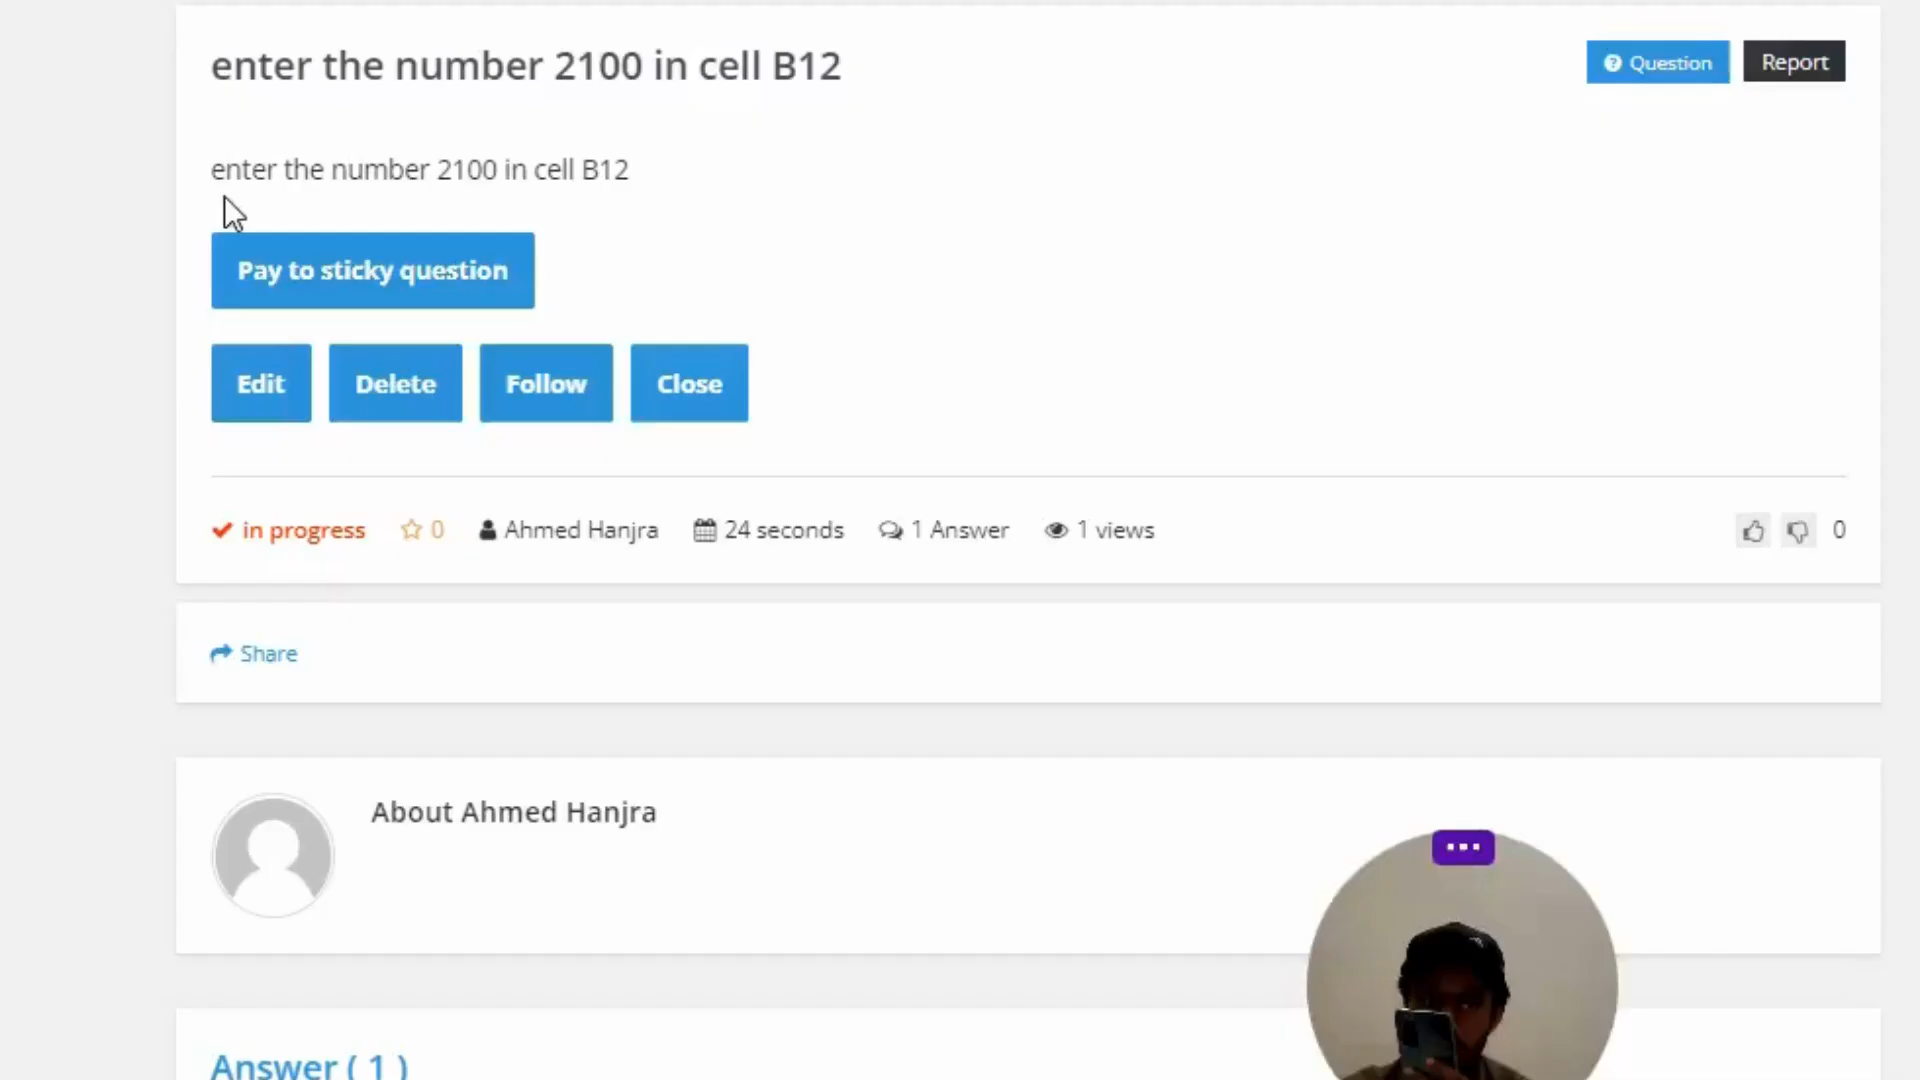 enter the number 2100 in cell B12
Question
Report
enter the number 2100 in cell B12
Pay to sticky question
Edit
Delete
Follow
Close
in progress
0
Ahmed Hanjra
24 seconds
1 Answer
1 views
0
Share
About Ahmed Hanjra
Answer ( 1 )